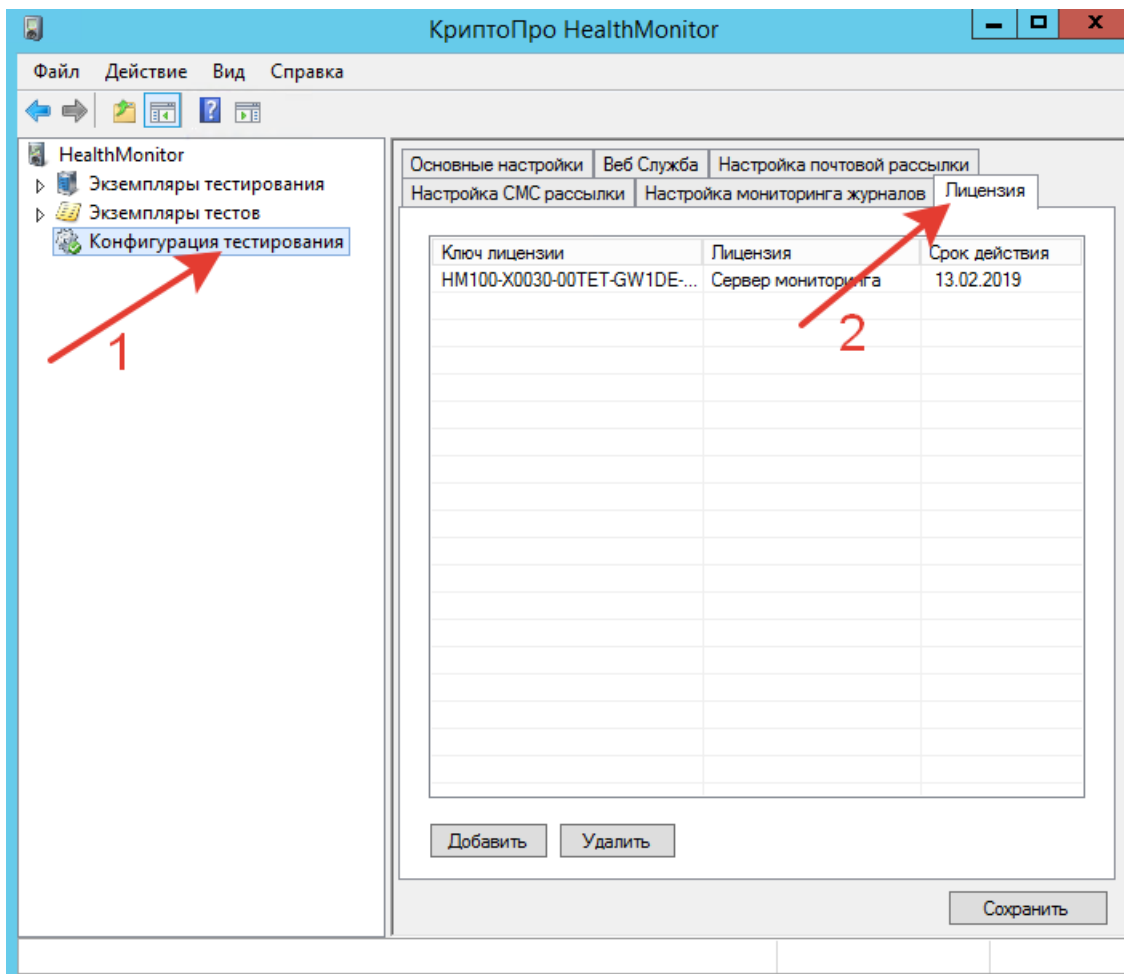 КриптоПро HealthMonitor
Файл Действие Вид Справка
HealthMonitor
Экземпляры тестирования
Экземпляры тестов
Конфигурация тестирования
1
Основные настройки Веб Служба Настройка почтовой рассылки
Настройка СМС рассылки Настройка мониторинга журналов Лицензия
Ключ лицензии Лицензия Срок действия
HM100-X0030-00TET-GW1DE-... Сервер мониторинга 13.02.2019
2
Добавить Удалить
Сохранить